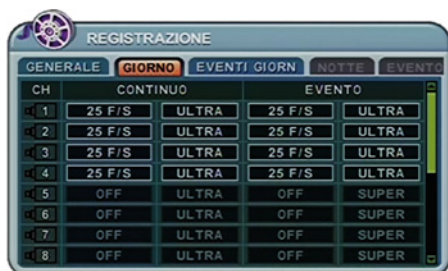 REGISTRAZIONE
GENERALE GIORNO EVENTI GIORN NOTTE EVENTO
CH CONTINUO EVENTO
1 25 F/S ULTRA 25 F/S ULTRA
2 25 F/S ULTRA 25 F/S ULTRA
3 25 F/S ULTRA 25 F/S ULTRA
4 25 F/S ULTRA 25 F/S ULTRA
5 OFF ULTRA OFF SUPER
6 OFF ULTRA OFF SUPER
7 OFF ULTRA OFF SUPER
8 OFF ULTRA OFF SUPER